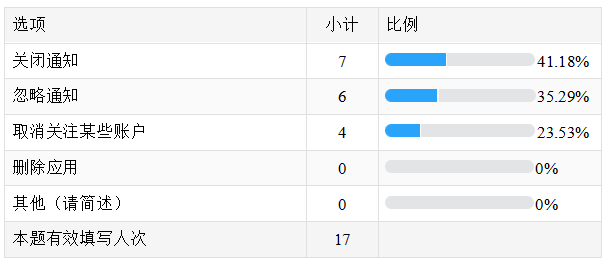 选项 小计 比例
关闭通知 7 41.18%
忽略通知 6 35.29%
取消关注某些账户 4 23.53%
删除应用 0 0%
其他（请简述） 0 0%
本题有效填写人次 17